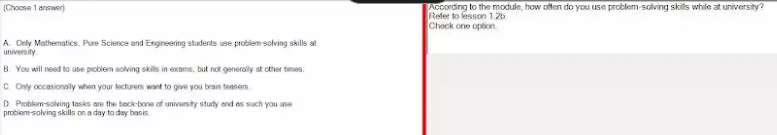 (Choose 1 answer)
A. Only Mathematics, Pure Science and Engineering students use problem-solving skills at
university.
B. You will need to use problem solving skills in exams, but not generally at other times.
C. Only occasionally when your lecturers want to give you brain teasers.
D. Problem-solving tasks are the back-bone of university study and as such you use
problem-solving skills on a day to day basis.
According to the module, how often do you use problem-solving skills while at university?
Refer to lesson 1.2b.
Check one option.